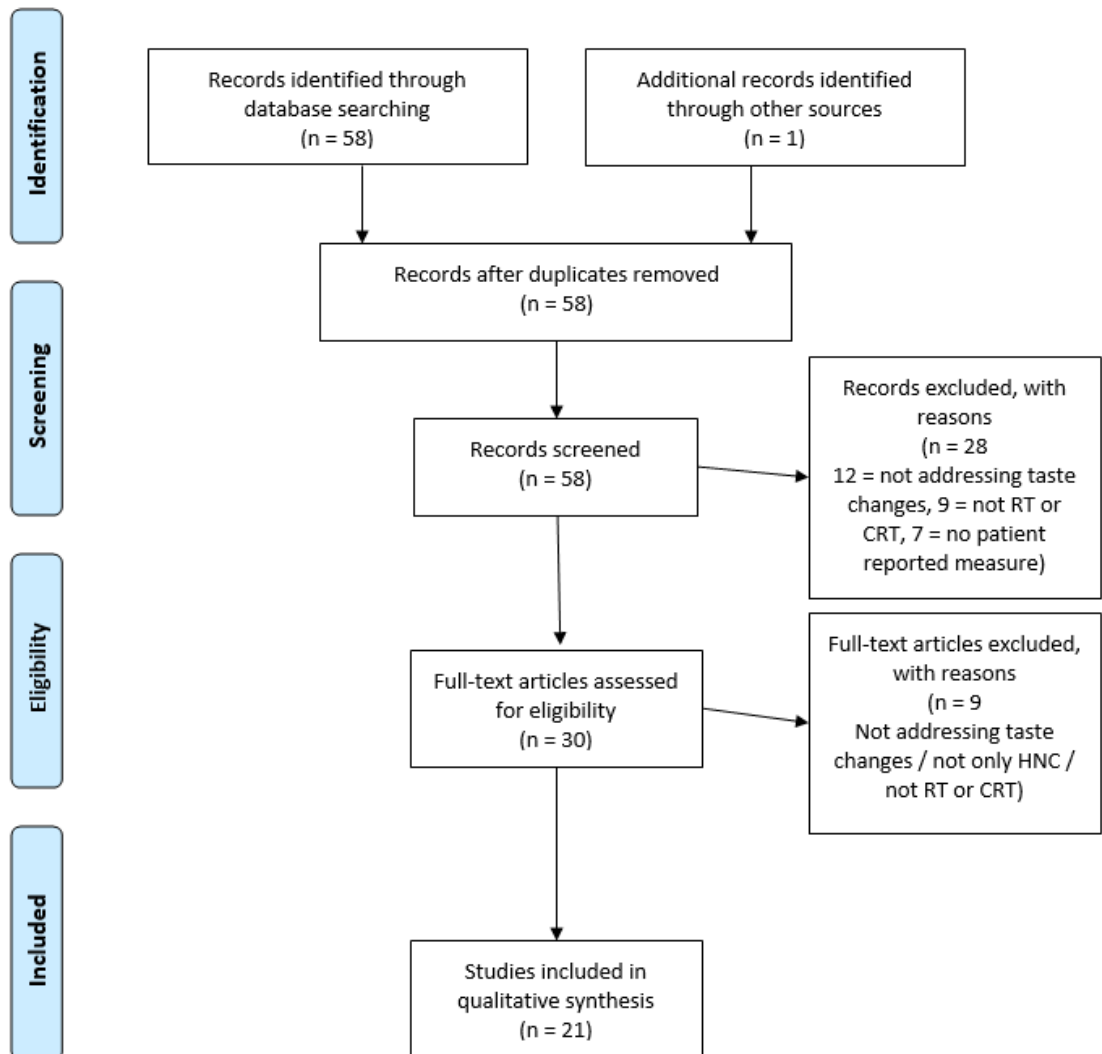 Identification
Records identified through
database searching
(n = 58)
Additional records identified
through other sources
(n = 1)
Records after duplicates removed
(n = 58)
Screening
Records screened
(n = 58)
Records excluded, with
reasons
(n = 28
12 = not addressing taste
changes, 9 = not RT or
CRT, 7 = no patient
reported measure)
Eligibility
Full-text articles assessed
for eligibility
(n = 30)
Full-text articles excluded,
with reasons
(n = 9
Not addressing taste
changes / not only HNC /
not RT or CRT)
Included
Studies included in
qualitative synthesis
(n = 21)